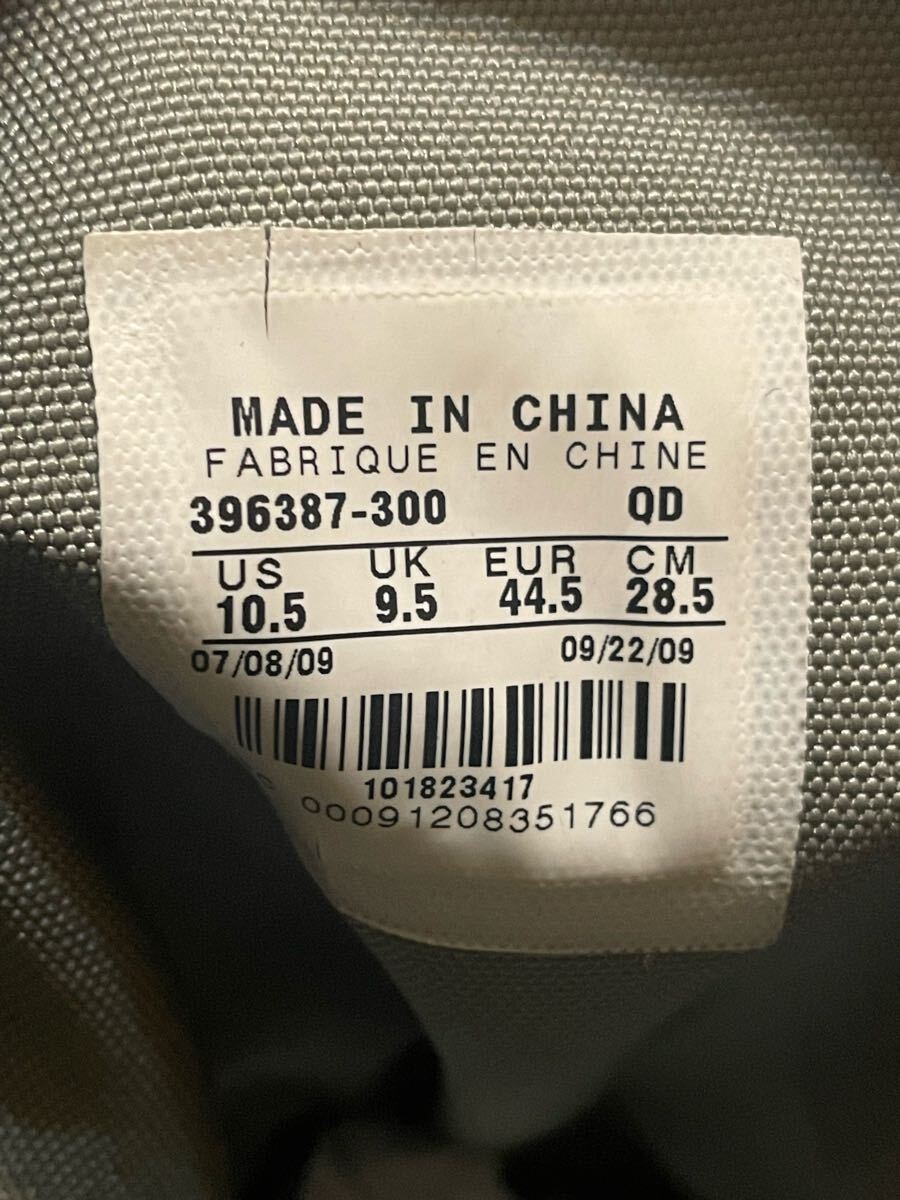 MADE IN CHINA
FABRIQUE EN CHINE
396387-300 QD
US UK EUR CM
10.5 9.5 44.5 28.5
07/08/09 09/22/09
101823417
00091208351766